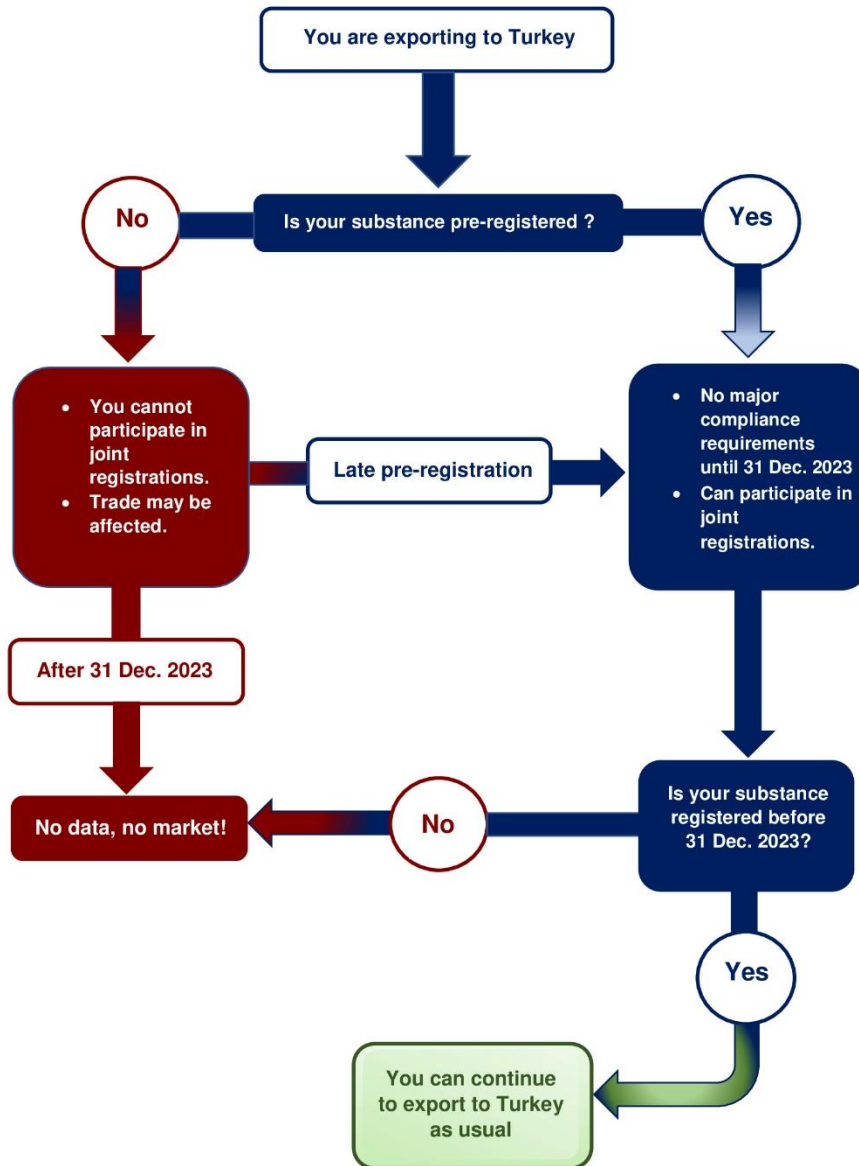 You are exporting to Turkey
No
Is your substance pre-registered ?
Yes
• You cannot
participate in
joint
registrations.
• Trade may be
affected.
Late pre-registration
• No major
compliance
requirements
until 31 Dec. 2023
• Can participate in
joint
registrations.
After 31 Dec. 2023
No data, no market!
No
Is your substance
registered before
31 Dec. 2023?
Yes
You can continue
to export to Turkey
as usual